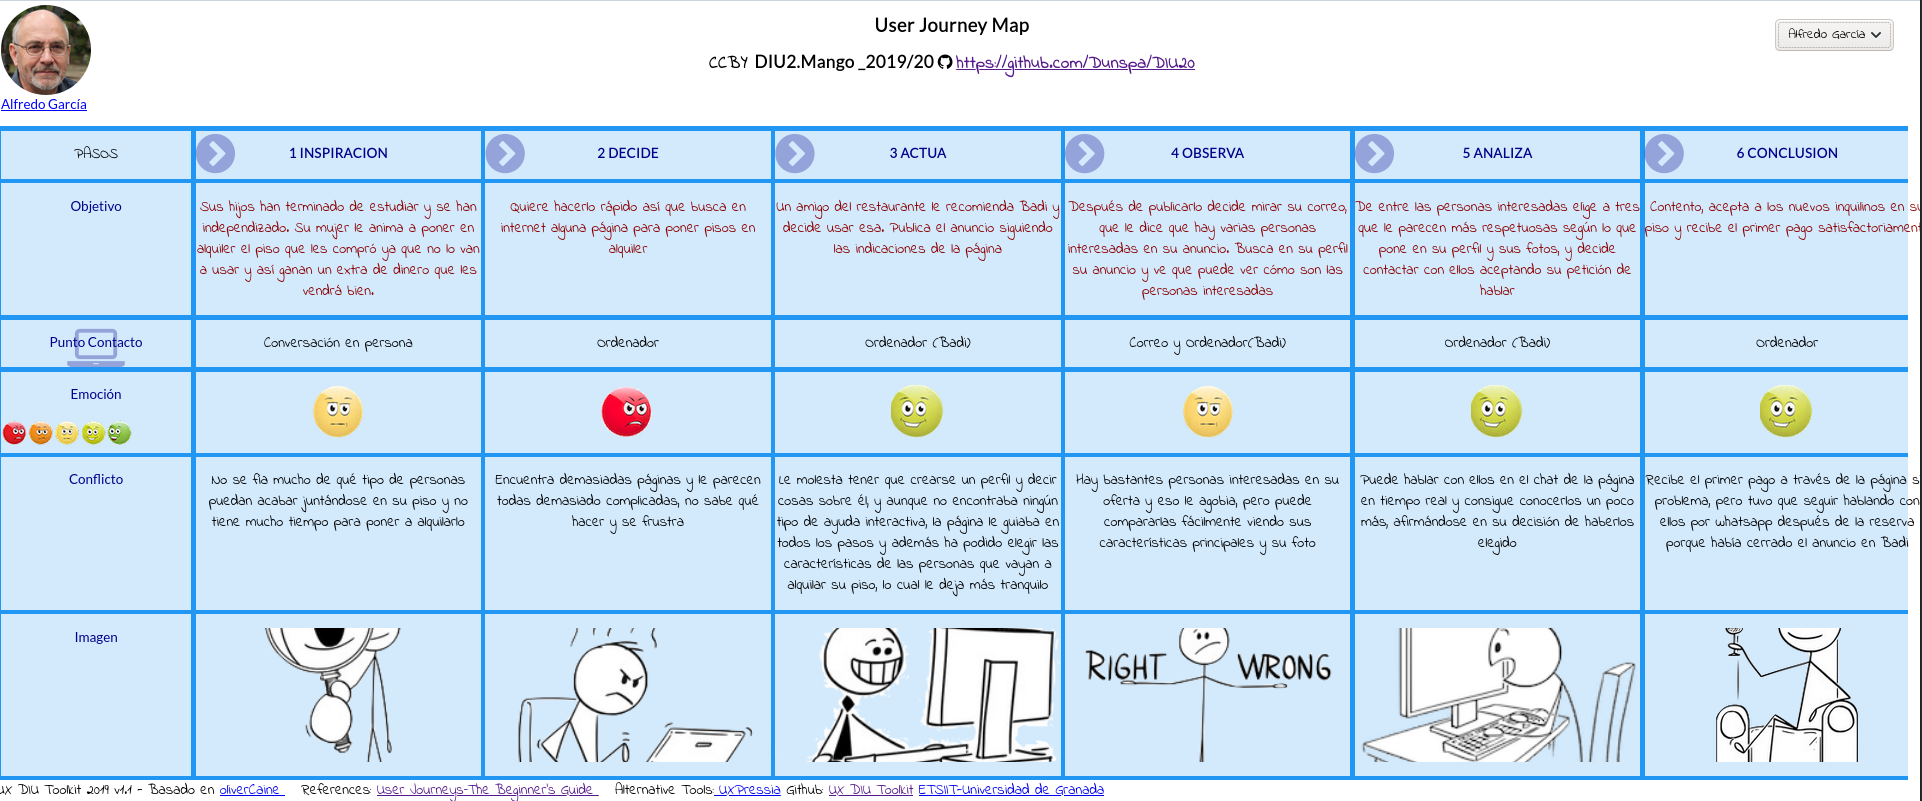 User Journey Map
Alfredo García
CCBY DIU2.Mango_2019/20 https://github.com/Dunspa/DIU20
Alfredo García
PASOS
1 INSPIRACION
2 DECIDE
3 ACTUA
4 OBSERVA
5 ANALIZA
6 CONCLUSION
Objetivo
Sus hijos han terminado de estudiar y se han
independizado. Su mujer le anima a poner en
alquiler el piso que les compró ya que no lo van
a usar y así ganan un extra de dinero que les
vendrá bien.
Quiere hacerlo rápido así que busca en
internet alguna página para poner pisos en
alquiler
Un amigo del restaurante le recomienda Badi y
decide usar esa. Publica el anuncio siguiendo
las indicaciones de la página
Después de publicarlo decide mirar su correo,
que le dice que hay varias personas
interesadas en su anuncio. Busca en su perfil
su anuncio y ve que puede ver cómo son las
personas interesadas
De entre las personas interesadas elige a tres
que le parecen más respetuosas según lo que
pone en su perfil y sus fotos, y decide
contactar con ellos aceptando su petición de
hablar
Contento, acepta a los nuevos inquilinos en su
piso y recibe el primer pago satisfactoriament
Punto Contacto
Conversación en persona
Ordenador
Ordenador (Badi)
Correo y Ordenador(Badi)
Ordenador (Badi)
Ordenador
Emoción
Conflicto
No se fia mucho de qué tipo de personas
puedan acabar juntándose en su piso y no
tiene mucho tiempo para poner a alquilarlo
Encuentra demasiadas páginas y le parecen
todas demasiado complicadas, no sabe qué
hacer y se frustra
Le molesta tener que crearse un perfil y decir
cosas sobre él, y aunque no encontraba ningún
tipo de ayuda interactiva, la página le guiaba en
todos los pasos y además ha podido elegir las
características de las personas que vayan a
alquilar su piso, lo cual le deja más tranquilo
Hay bastantes personas interesadas en su
oferta y eso le agobia, pero puede
compararlas fácilmente viendo sus
características principales y su foto
Puede hablar con ellos en el chat de la página
en tiempo real y consigue conocerlos un poco
más, afirmándose en su decisión de haberlos
elegido
Recibe el primer pago a través de la página s
problema, pero tuvo que seguir hablando con
ellos por whatsapp después de la reserva
porque había cerrado el anuncio en Badi
Imagen
RIGHT WRONG
UX DIU Toolkit 2019 v1.1 - Basado en oliverCaine References: User Journeys-The Beginner's Guide Alternative Tools: UXPressia Github: UX DIU Toolkit ETSIIT-Universidad de Granada